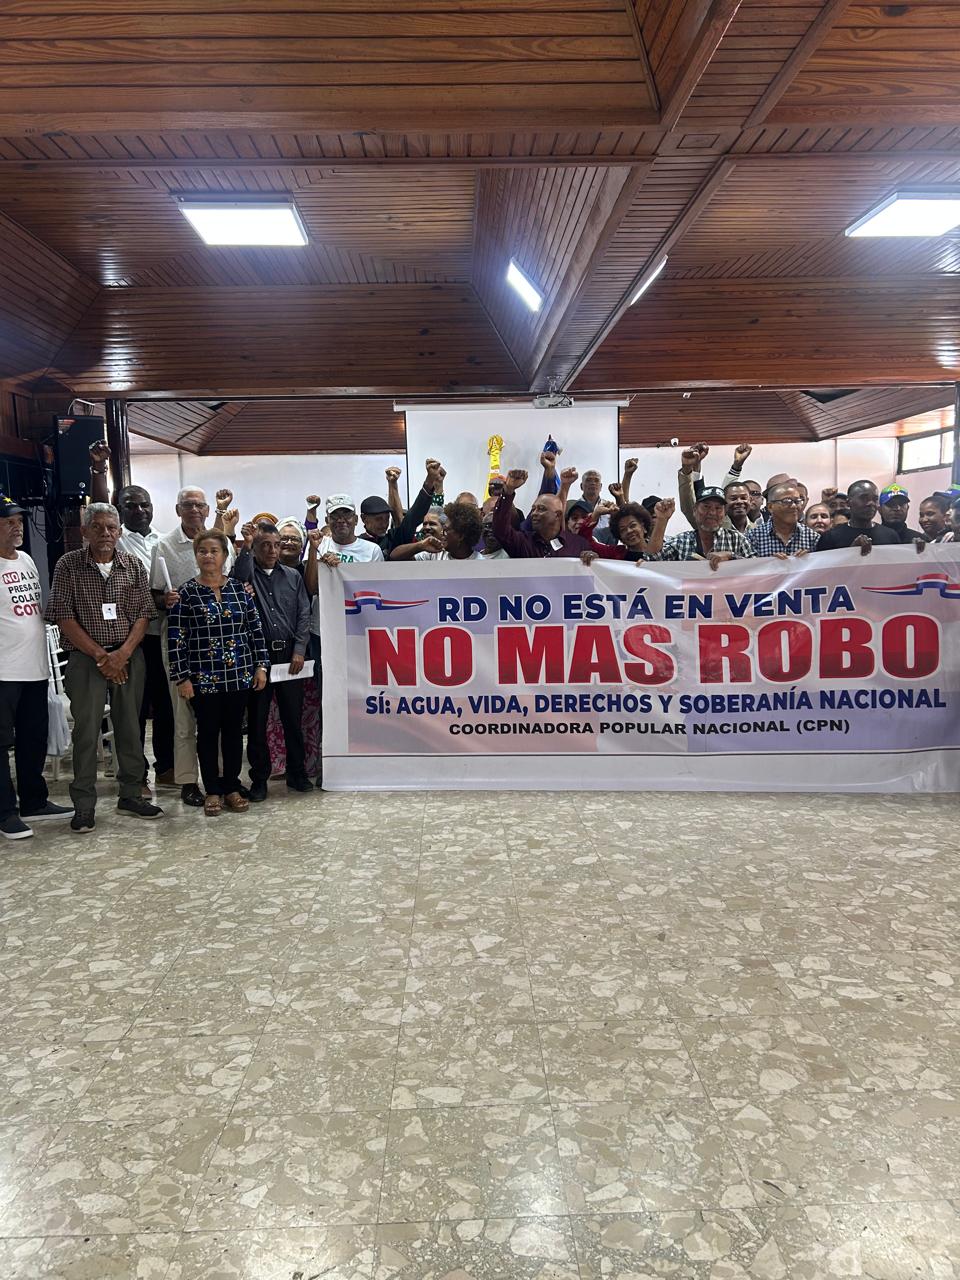 RD NO ESTÁ EN VENTA
NO MAS ROBO
SÍ: AGUA, VIDA, DERECHOS Y SOBERANÍA NACIONAL
COORDINADORA POPULAR NACIONAL (CPN)
NO A LA
PRESA DE
COLA EN